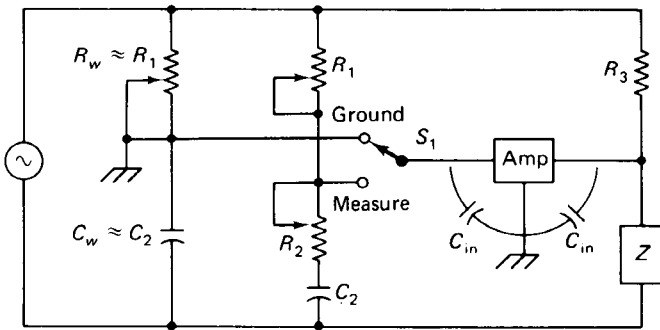 R_w ≈ R_1
R_1
R_3
Ground
S_1
Amp
Measure
C_w ≈ C_2
R_2
C_in
C_in
Z
C_2